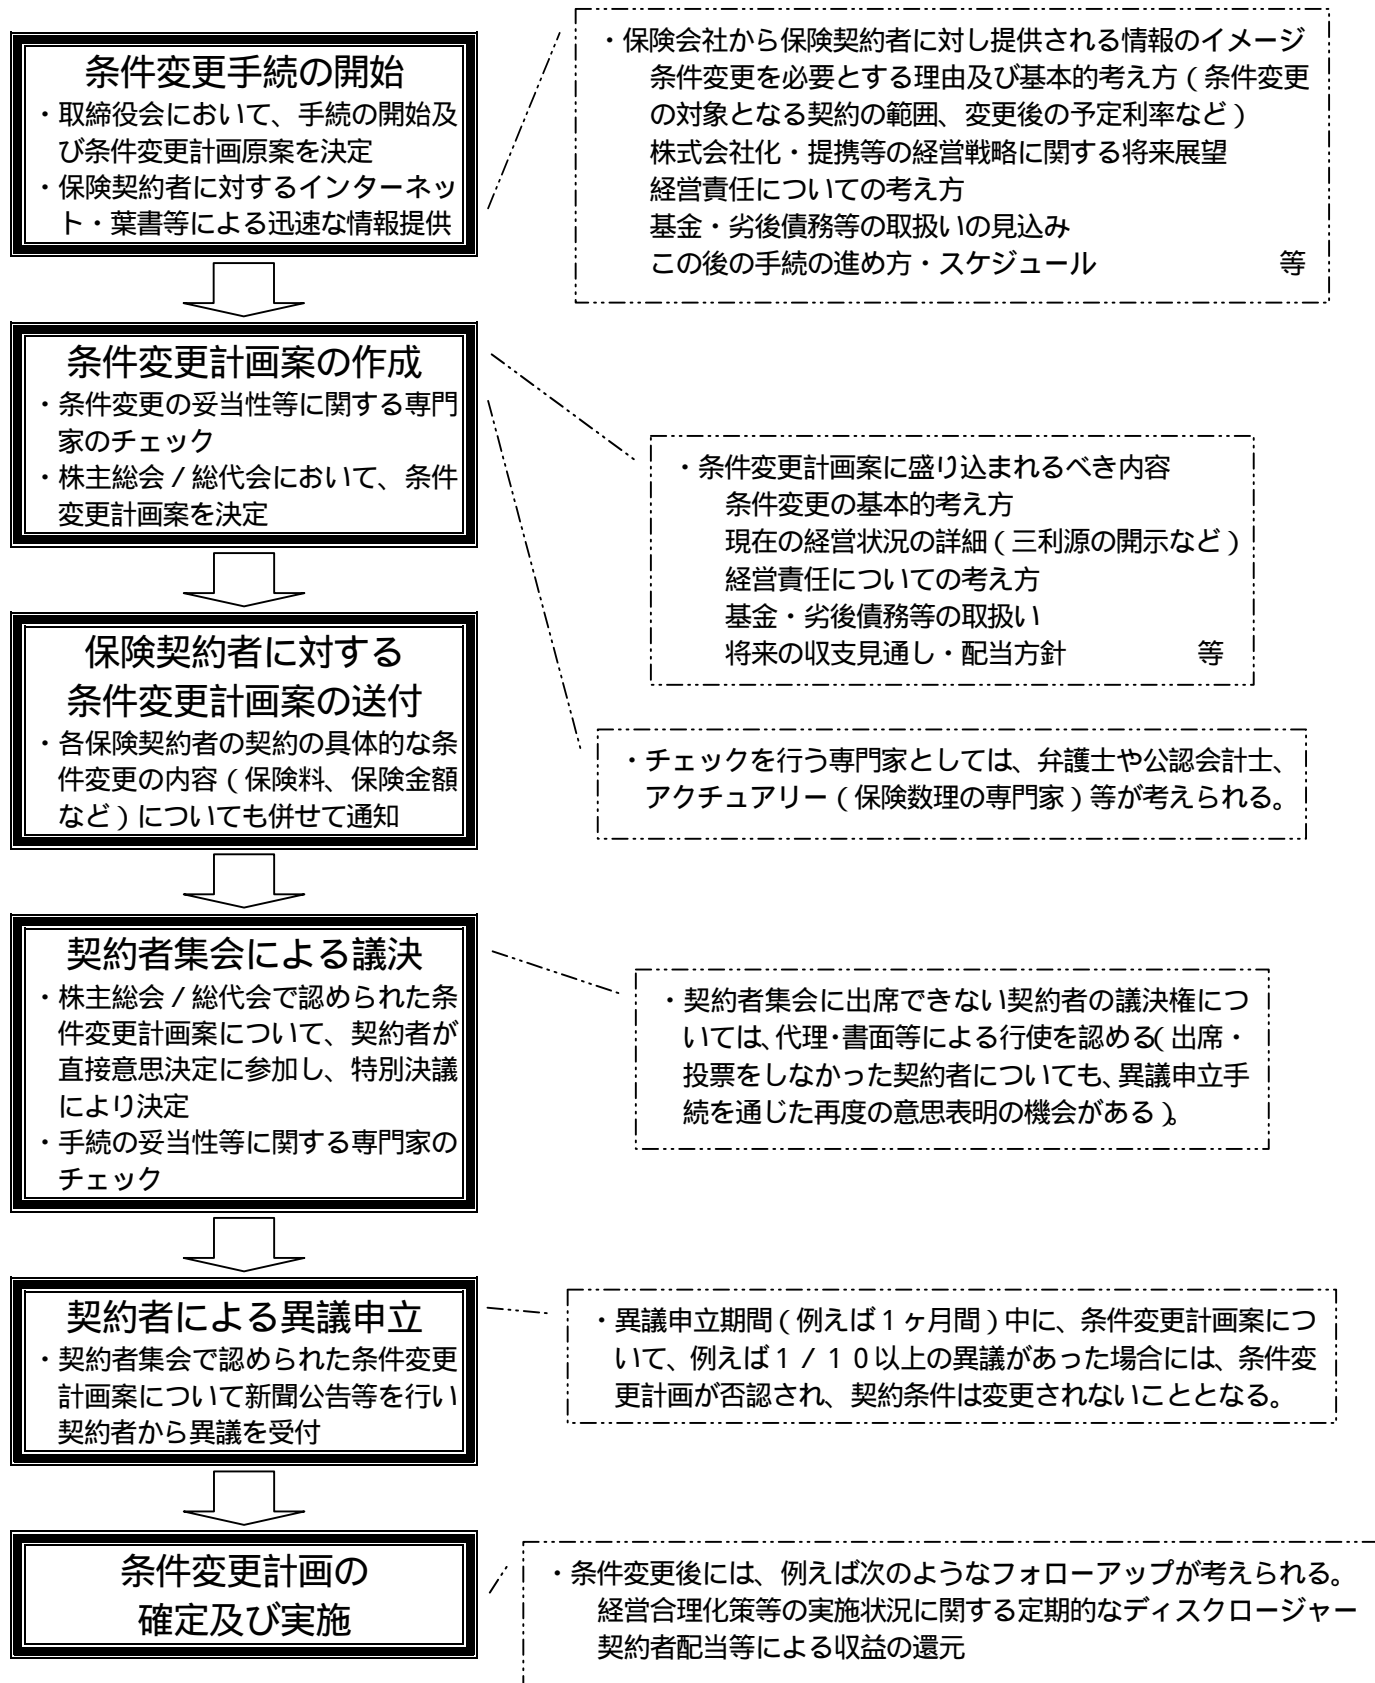 条件変更手続の開始
・取締役会において、手続の開始及
び条件変更計画原案を決定
・保険契約者に対するインターネッ
ト・葉書等による迅速な情報提供
・保険会社から保険契約者に対し提供される情報のイメージ
条件変更を必要とする理由及び基本的考え方（条件変更
の対象となる契約の範囲、変更後の予定利率など）
株式会社化・提携等の経営戦略に関する将来展望
経営責任についての考え方
基金・劣後債務等の取扱いの見込み
この後の手続の進め方・スケジュール 等
条件変更計画案の作成
・条件変更の妥当性等に関する専門
家のチェック
・株主総会／総代会において、条件
変更計画案を決定
・条件変更計画案に盛り込まれるべき内容
条件変更の基本的考え方
現在の経営状況の詳細（三利源の開示など）
経営責任についての考え方
基金・劣後債務等の取扱い
将来の収支見通し・配当方針 等
・チェックを行う専門家としては、弁護士や公認会計士、
アクチュアリー（保険数理の専門家）等が考えられる。
保険契約者に対する
条件変更計画案の送付
・各保険契約者の契約の具体的な条
件変更の内容（保険料、保険金額
など）についても併せて通知
契約者集会による議決
・株主総会／総代会で認められた条
件変更計画案について、契約者が
直接意思決定に参加し、特別決議
により決定
・手続の妥当性等に関する専門家の
チェック
・契約者集会に出席できない契約者の議決権につ
いては、代理・書面等による行使を認める（出席・
投票をしなかった契約者についても、異議申立手
続を通じた再度の意思表明の機会がある）。
契約者による異議申立
・契約者集会で認められた条件変更
計画案について新聞公告等を行い
契約者から異議を受付
・異議申立期間（例えば１ヶ月間）中に、条件変更計画案につ
いて、例えば１／１０以上の異議があった場合には、条件変
更計画が否認され、契約条件は変更されないこととなる。
条件変更計画の
確定及び実施
・条件変更後には、例えば次のようなフォローアップが考えられる。
経営合理化策等の実施状況に関する定期的なディスクロージャー
契約者配当等による収益の還元